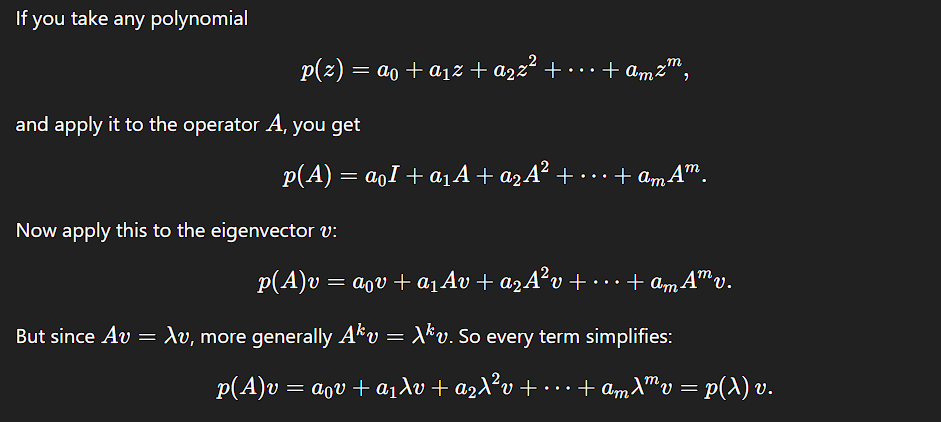 If you take any polynomial
p(z) = a₀ + a₁z + a₂z² + ⋯ + aₘzᵐ,
and apply it to the operator A, you get
p(A) = a₀I + a₁A + a₂A² + ⋯ + aₘAᵐ.
Now apply this to the eigenvector v:
p(A)v = a₀v + a₁Av + a₂A²v + ⋯ + aₘAᵐv.
But since Av = λv, more generally Aᵏv = λᵏv. So every term simplifies:
p(A)v = a₀v + a₁λv + a₂λ²v + ⋯ + aₘλᵐv = p(λ) v.